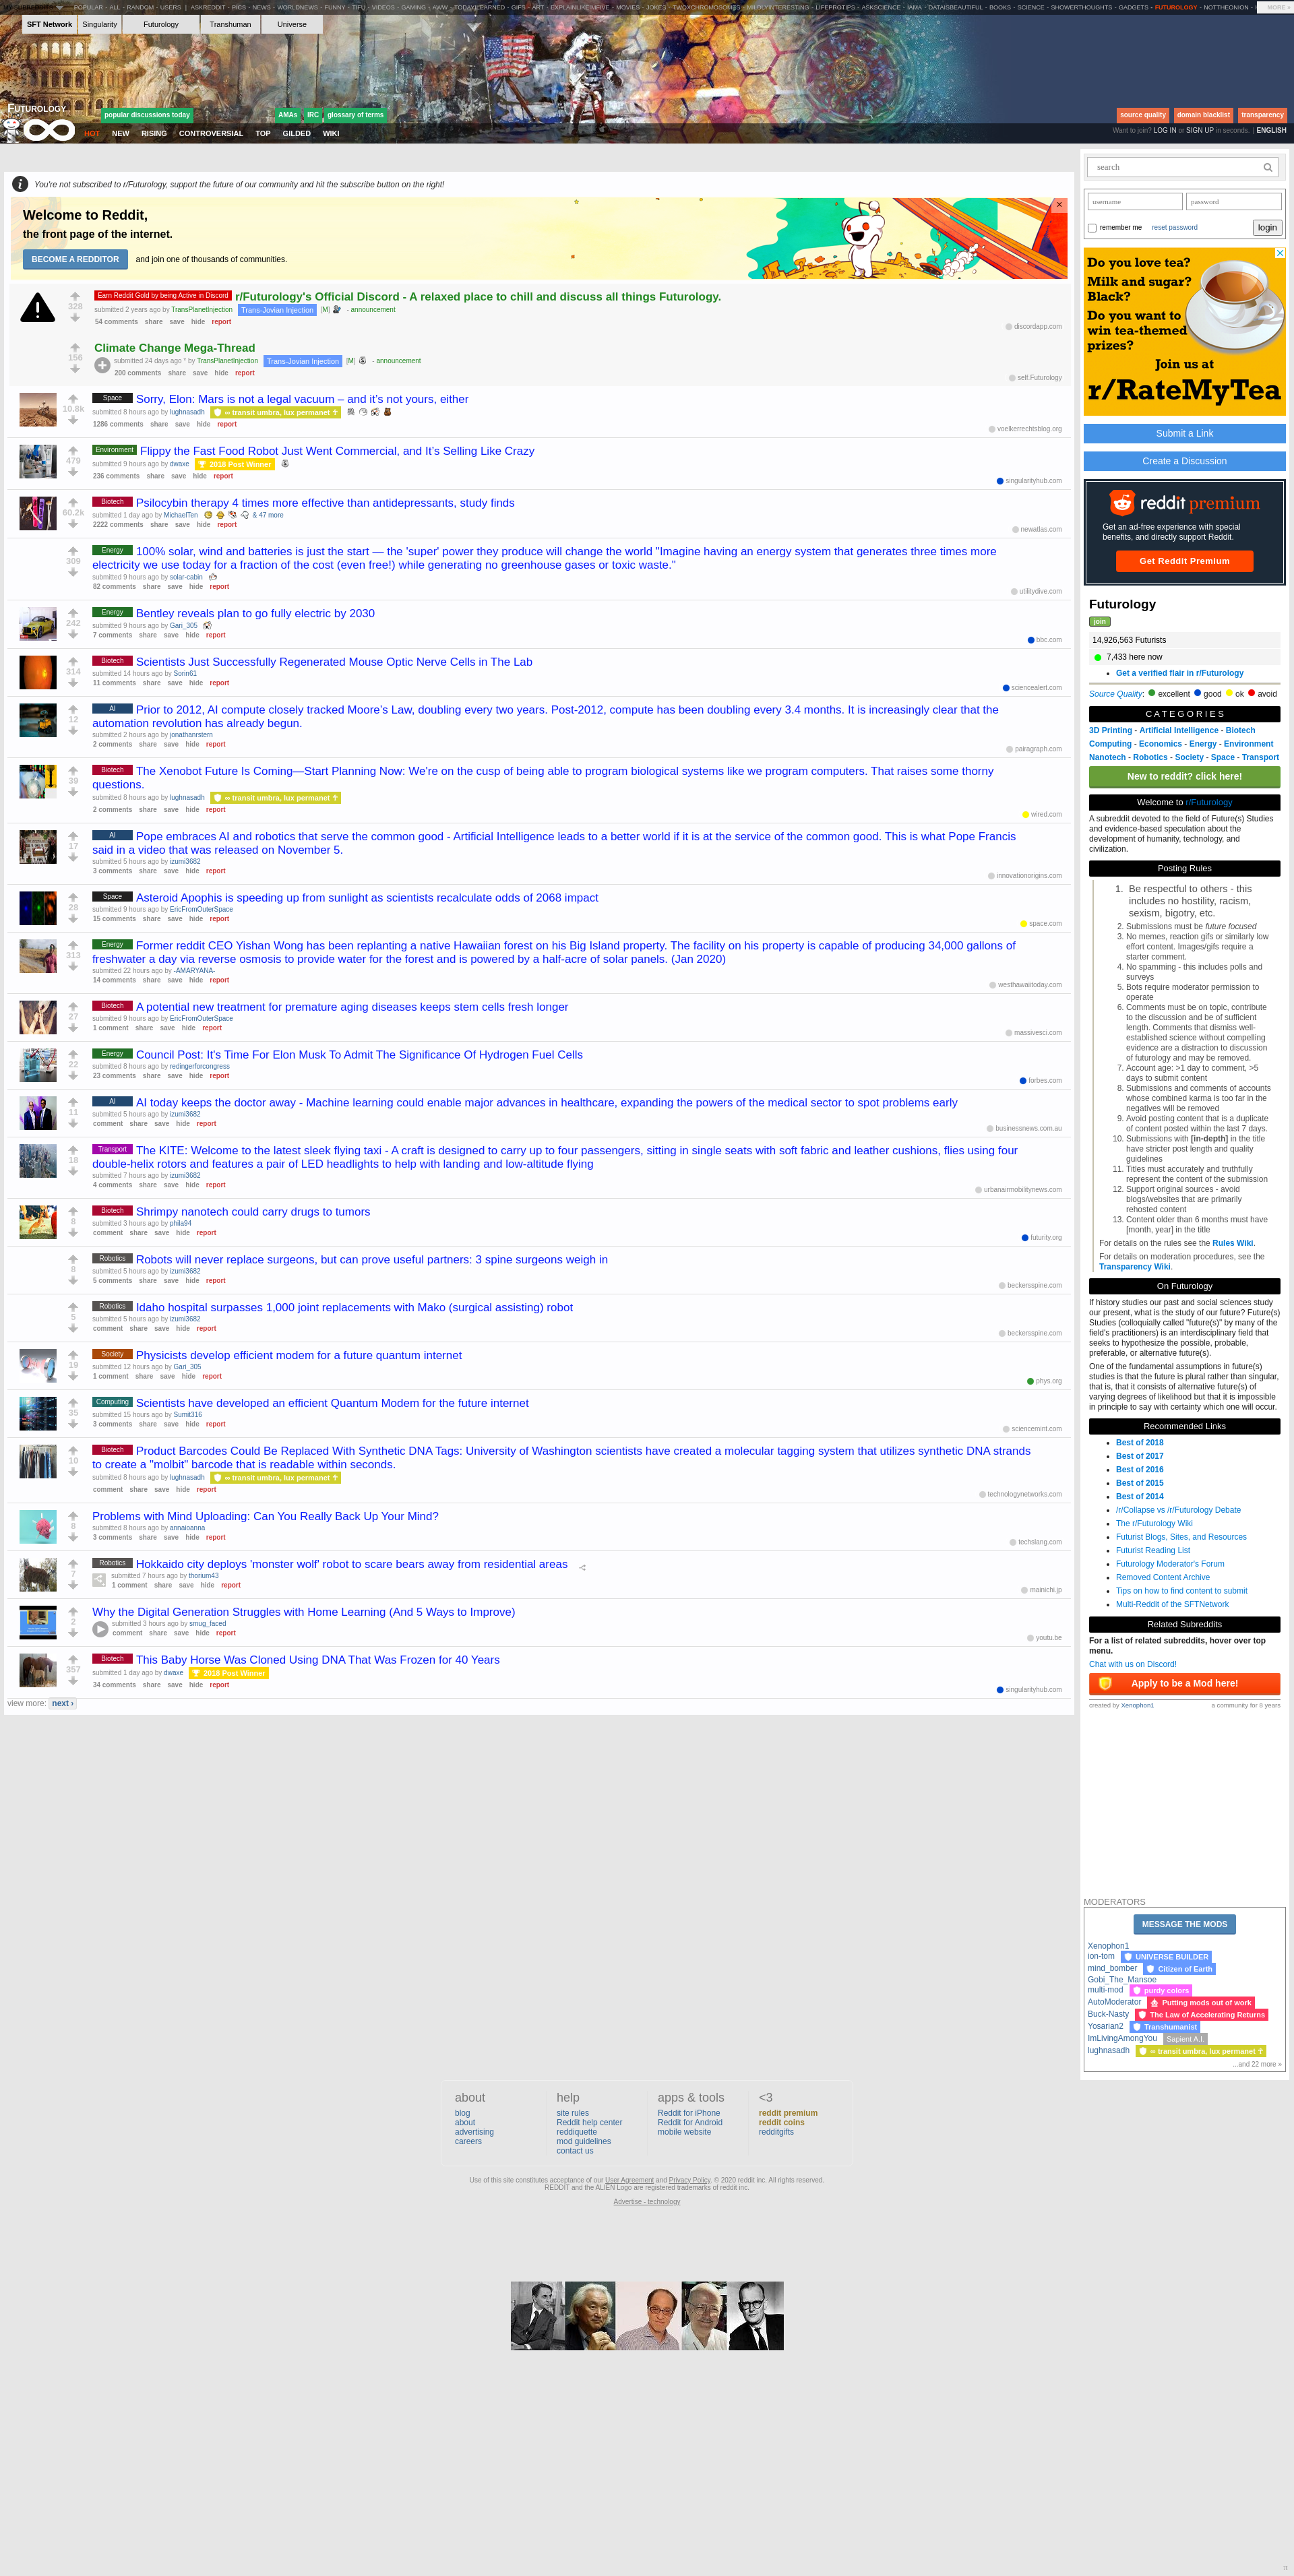 POPULAR - ALL - RANDOM - USERS | ASKREDDIT - PICS - NEWS - WORLDNEWS - FUNNY - TIFU - VIDEOS - GAMING - AWW - TODAYILEARNED - GIFS - ART - EXPLAINLIKEIMFIVE - MOVIES - JOKES - TWOXCHROMOSOMES - MILDLYINTERESTING - LIFEPROTIPS - ASKSCIENCE - IAMA - DATAISBEAUTIFUL - BOOKS - SCIENCE - SHOWERTHOUGHTS - GADGETS - FUTUROLOGY - NOTTHEONION MORE »
SFT Network Singularity Futurology Transhuman Universe
FUTUROLOGY
popular discussions today AMAs IRC glossary of terms source quality domain blacklist transparency
HOT NEW RISING CONTROVERSIAL TOP GILDED WIKI
Want to join? LOG IN or SIGN UP in seconds. | ENGLISH
You're not subscribed to r/Futurology, support the future of our community and hit the subscribe button on the right!
Welcome to Reddit,
the front page of the internet.
BECOME A REDDITOR and join one of thousands of communities.
328
Earn Reddit Gold by being Active in Discord r/Futurology's Official Discord - A relaxed place to chill and discuss all things Futurology.
submitted 2 years ago by TransPlanetInjection Trans-Jovian Injection [M] - announcement
54 comments share save hide report
discordapp.com
156
Climate Change Mega-Thread
submitted 24 days ago * by TransPlanetInjection Trans-Jovian Injection [M] - announcement
200 comments share save hide report
self.Futurology
10.8k
Space Sorry, Elon: Mars is not a legal vacuum – and it's not yours, either
submitted 8 hours ago by lughnasadh ∞ transit umbra, lux permanet ☥
1286 comments share save hide report
voelkerrechtsblog.org
479
Environment Flippy the Fast Food Robot Just Went Commercial, and It's Selling Like Crazy
submitted 9 hours ago by dwaxe 2018 Post Winner
236 comments share save hide report
singularityhub.com
60.2k
Biotech Psilocybin therapy 4 times more effective than antidepressants, study finds
submitted 1 day ago by MichaelTen & 47 more
2222 comments share save hide report
newatlas.com
309
Energy 100% solar, wind and batteries is just the start — the 'super' power they produce will change the world "Imagine having an energy system that generates three times more
electricity we use today for a fraction of the cost (even free!) while generating no greenhouse gases or toxic waste."
submitted 9 hours ago by solar-cabin
82 comments share save hide report
utilitydive.com
242
Energy Bentley reveals plan to go fully electric by 2030
submitted 9 hours ago by Gari_305
7 comments share save hide report
bbc.com
314
Biotech Scientists Just Successfully Regenerated Mouse Optic Nerve Cells in The Lab
submitted 14 hours ago by Sorin61
11 comments share save hide report
sciencealert.com
12
AI Prior to 2012, AI compute closely tracked Moore's Law, doubling every two years. Post-2012, compute has been doubling every 3.4 months. It is increasingly clear that the
automation revolution has already begun.
submitted 2 hours ago by jonathanrstern
2 comments share save hide report
pairagraph.com
39
Biotech The Xenobot Future Is Coming—Start Planning Now: We're on the cusp of being able to program biological systems like we program computers. That raises some thorny
questions.
submitted 8 hours ago by lughnasadh ∞ transit umbra, lux permanet ☥
2 comments share save hide report
wired.com
17
AI Pope embraces AI and robotics that serve the common good - Artificial Intelligence leads to a better world if it is at the service of the common good. This is what Pope Francis
said in a video that was released on November 5.
submitted 5 hours ago by izumi3682
3 comments share save hide report
innovationorigins.com
28
Space Asteroid Apophis is speeding up from sunlight as scientists recalculate odds of 2068 impact
submitted 9 hours ago by EricFromOuterSpace
15 comments share save hide report
space.com
313
Energy Former reddit CEO Yishan Wong has been replanting a native Hawaiian forest on his Big Island property. The facility on his property is capable of producing 34,000 gallons of
freshwater a day via reverse osmosis to provide water for the forest and is powered by a half-acre of solar panels. (Jan 2020)
submitted 22 hours ago by -AMARYANA-
14 comments share save hide report
westhawaiitoday.com
27
Biotech A potential new treatment for premature aging diseases keeps stem cells fresh longer
submitted 9 hours ago by EricFromOuterSpace
1 comment share save hide report
massivesci.com
22
Energy Council Post: It's Time For Elon Musk To Admit The Significance Of Hydrogen Fuel Cells
submitted 8 hours ago by redingerforcongress
23 comments share save hide report
forbes.com
11
AI AI today keeps the doctor away - Machine learning could enable major advances in healthcare, expanding the powers of the medical sector to spot problems early
submitted 5 hours ago by izumi3682
comment share save hide report
businessnews.com.au
18
Transport The KITE: Welcome to the latest sleek flying taxi - A craft is designed to carry up to four passengers, sitting in single seats with soft fabric and leather cushions, flies using four
double-helix rotors and features a pair of LED headlights to help with landing and low-altitude flying
submitted 7 hours ago by izumi3682
4 comments share save hide report
urbanairmobilitynews.com
8
Biotech Shrimpy nanotech could carry drugs to tumors
submitted 3 hours ago by phila94
comment share save hide report
futurity.org
8
Robotics Robots will never replace surgeons, but can prove useful partners: 3 spine surgeons weigh in
submitted 5 hours ago by izumi3682
5 comments share save hide report
beckersspine.com
5
Robotics Idaho hospital surpasses 1,000 joint replacements with Mako (surgical assisting) robot
submitted 5 hours ago by izumi3682
comment share save hide report
beckersspine.com
19
Society Physicists develop efficient modem for a future quantum internet
submitted 12 hours ago by Gari_305
1 comment share save hide report
phys.org
35
Computing Scientists have developed an efficient Quantum Modem for the future internet
submitted 15 hours ago by Sumit316
3 comments share save hide report
sciencemint.com
10
Biotech Product Barcodes Could Be Replaced With Synthetic DNA Tags: University of Washington scientists have created a molecular tagging system that utilizes synthetic DNA strands
to create a "molbit" barcode that is readable within seconds.
submitted 8 hours ago by lughnasadh ∞ transit umbra, lux permanet ☥
comment share save hide report
technologynetworks.com
8
Problems with Mind Uploading: Can You Really Back Up Your Mind?
submitted 8 hours ago by annaioanna
3 comments share save hide report
techslang.com
7
Robotics Hokkaido city deploys 'monster wolf' robot to scare bears away from residential areas
submitted 7 hours ago by thorium43
1 comment share save hide report
mainichi.jp
2
Why the Digital Generation Struggles with Home Learning (And 5 Ways to Improve)
submitted 3 hours ago by smug_faced
comment share save hide report
youtu.be
357
Biotech This Baby Horse Was Cloned Using DNA That Was Frozen for 40 Years
submitted 1 day ago by dwaxe 2018 Post Winner
34 comments share save hide report
singularityhub.com
view more: next ›
search
username password
remember me reset password login
Do you love tea?
Milk and sugar?
Black?
Do you want to
win tea-themed
prizes?
Join us at
r/RateMyTea
Submit a Link
Create a Discussion
reddit premium
Get an ad-free experience with special
benefits, and directly support Reddit.
Get Reddit Premium
Futurology
join
14,926,563 Futurists
7,433 here now
Get a verified flair in r/Futurology
Source Quality: excellent good ok avoid
CATEGORIES
3D Printing - Artificial Intelligence - Biotech
Computing - Economics - Energy - Environment
Nanotech - Robotics - Society - Space - Transport
New to reddit? click here!
Welcome to r/Futurology
A subreddit devoted to the field of Future(s) Studies
and evidence-based speculation about the
development of humanity, technology, and
civilization.
Posting Rules
1. Be respectful to others - this
includes no hostility, racism,
sexism, bigotry, etc.
2. Submissions must be future focused
3. No memes, reaction gifs or similarly low
effort content. Images/gifs require a
starter comment.
4. No spamming - this includes polls and
surveys
5. Bots require moderator permission to
operate
6. Comments must be on topic, contribute
to the discussion and be of sufficient
length. Comments that dismiss well-
established science without compelling
evidence are a distraction to discussion
of futurology and may be removed.
7. Account age: >1 day to comment, >5
days to submit content
8. Submissions and comments of accounts
whose combined karma is too far in the
negatives will be removed
9. Avoid posting content that is a duplicate
of content posted within the last 7 days.
10. Submissions with [in-depth] in the title
have stricter post length and quality
guidelines
11. Titles must accurately and truthfully
represent the content of the submission
12. Support original sources - avoid
blogs/websites that are primarily
rehosted content
13. Content older than 6 months must have
[month, year] in the title
For details on the rules see the Rules Wiki.
For details on moderation procedures, see the
Transparency Wiki.
On Futurology
If history studies our past and social sciences study
our present, what is the study of our future? Future(s)
Studies (colloquially called "future(s)" by many of the
field's practitioners) is an interdisciplinary field that
seeks to hypothesize the possible, probable,
preferable, or alternative future(s).
One of the fundamental assumptions in future(s)
studies is that the future is plural rather than singular,
that is, that it consists of alternative future(s) of
varying degrees of likelihood but that it is impossible
in principle to say with certainty which one will occur.
Recommended Links
Best of 2018
Best of 2017
Best of 2016
Best of 2015
Best of 2014
/r/Collapse vs /r/Futurology Debate
The r/Futurology Wiki
Futurist Blogs, Sites, and Resources
Futurist Reading List
Futurology Moderator's Forum
Removed Content Archive
Tips on how to find content to submit
Multi-Reddit of the SFTNetwork
Related Subreddits
For a list of related subreddits, hover over top
menu.
Chat with us on Discord!
Apply to be a Mod here!
created by Xenophon1 a community for 8 years
MODERATORS
MESSAGE THE MODS
Xenophon1
ion-tom UNIVERSE BUILDER
mind_bomber Citizen of Earth
Gobi_The_Mansoe
multi-mod purdy colors
AutoModerator Putting mods out of work
Buck-Nasty The Law of Accelerating Returns
Yosarian2 Transhumanist
ImLivingAmongYou Sapient A.I.
lughnasadh ∞ transit umbra, lux permanet ☥
...and 22 more »
about
blog
about
advertising
careers
help
site rules
Reddit help center
reddiquette
mod guidelines
contact us
apps & tools
Reddit for iPhone
Reddit for Android
mobile website
<3
reddit premium
reddit coins
redditgifts
Use of this site constitutes acceptance of our User Agreement and Privacy Policy. © 2020 reddit inc. All rights reserved.
REDDIT and the ALIEN Logo are registered trademarks of reddit inc.
Advertise - technology
π